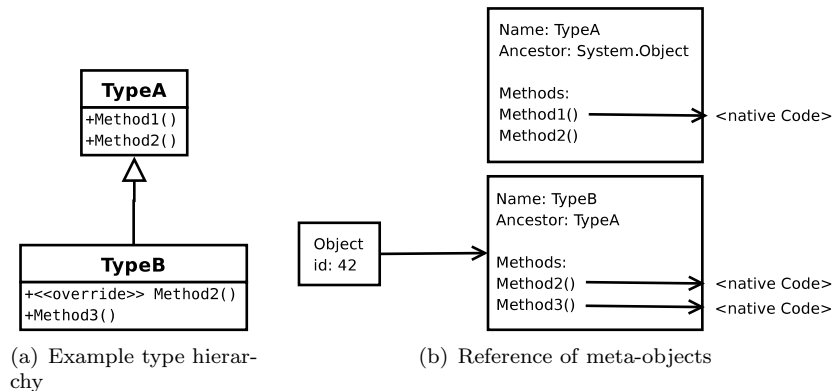 TypeA
+Method1()
+Method2()
TypeB
+<<override>> Method2()
+Method3()
(a) Example type hierar-
chy
Name: TypeA
Ancestor: System.Object
Methods:
Method1()
<native Code>
Method2()
Object
id: 42
Name: TypeB
Ancestor: TypeA
Methods:
Method2()
<native Code>
Method3()
<native Code>
(b) Reference of meta-objects